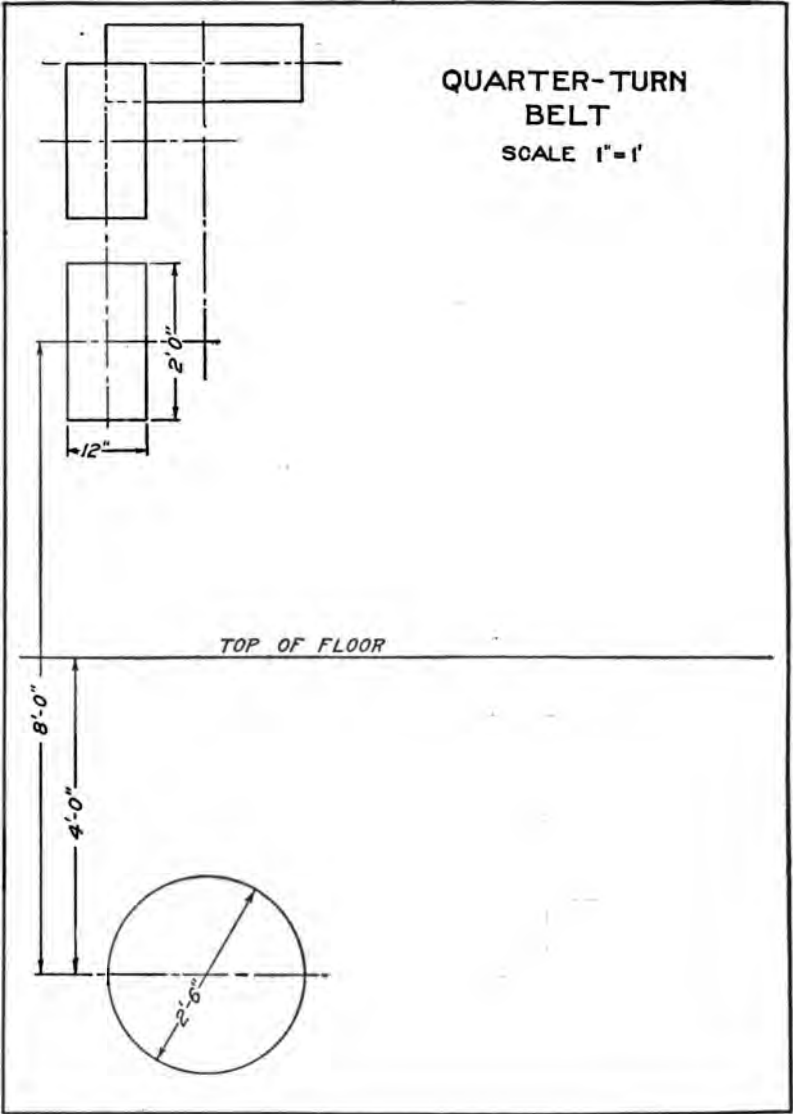 QUARTER-TURN
BELT
SCALE 1"=1'
2'0"
12"
TOP OF FLOOR
8'-0"
4'-0"
2'-6"